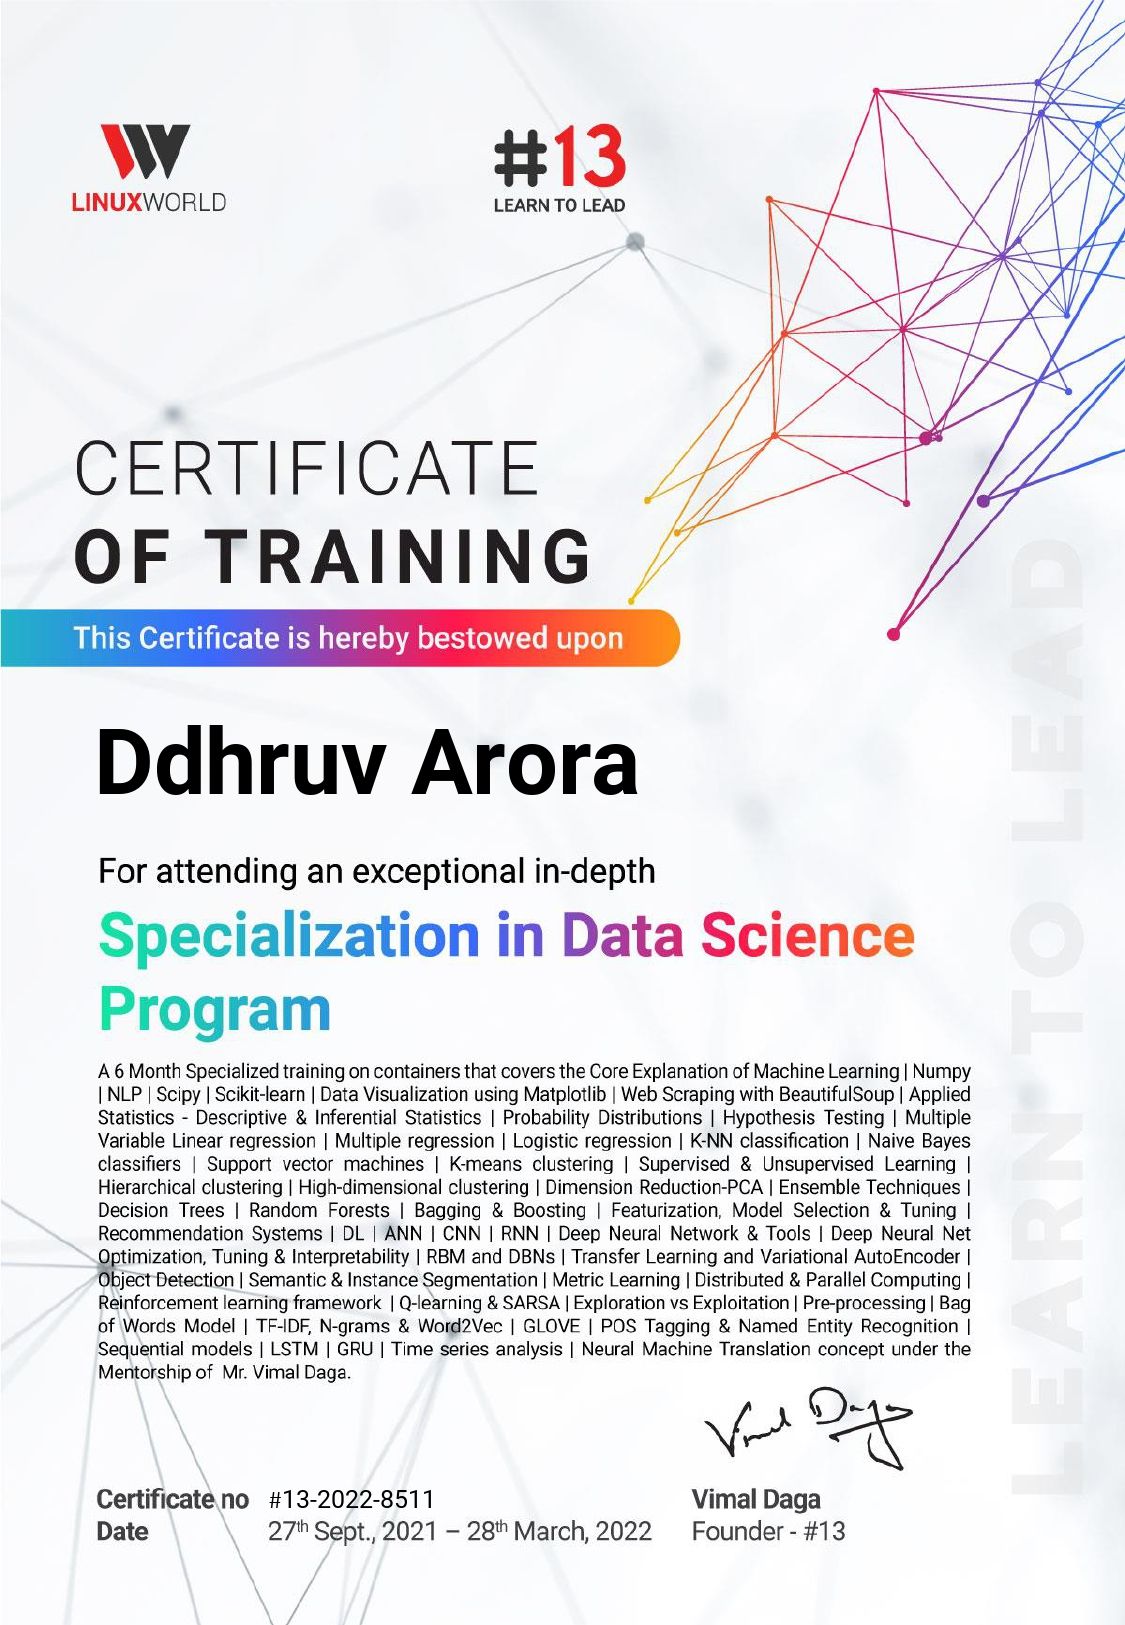 LINUXWORLD
#13
LEARN TO LEAD
CERTIFICATE
OF TRAINING
This Certificate is hereby bestowed upon
Ddhruv Arora
For attending an exceptional in-depth
Specialization in Data Science
Program
A 6 Month Specialized training on containers that covers the Core Explanation of Machine Learning | Numpy
| NLP | Scipy | Scikit-learn | Data Visualization using Matplotlib | Web Scraping with BeautifulSoup | Applied
Statistics - Descriptive & Inferential Statistics | Probability Distributions | Hypothesis Testing | Multiple
Variable Linear regression | Multiple regression | Logistic regression | K-NN classification | Naive Bayes
classifiers | Support vector machines | K-means clustering | Supervised & Unsupervised Learning |
Hierarchical clustering | High-dimensional clustering | Dimension Reduction-PCA | Ensemble Techniques |
Decision Trees | Random Forests | Bagging & Boosting | Featurization, Model Selection & Tuning |
Recommendation Systems | DL | ANN | CNN | RNN | Deep Neural Network & Tools | Deep Neural Net
Optimization, Tuning & Interpretability | RBM and DBNs | Transfer Learning and Variational AutoEncoder |
Object Detection | Semantic & Instance Segmentation | Metric Learning | Distributed & Parallel Computing |
Reinforcement learning framework | Q-learning & SARSA | Exploration vs Exploitation | Pre-processing | Bag
of Words Model | TF-IDF, N-grams & Word2Vec | GLOVE | POS Tagging & Named Entity Recognition |
Sequential models | LSTM | GRU | Time series analysis | Neural Machine Translation concept under the
Mentorship of Mr. Vimal Daga.
Vimal Daga
Certificate no #13-2022-8511
Date 27th Sept., 2021 – 28th March, 2022
Vimal Daga
Founder - #13
LEARN TO LEAD